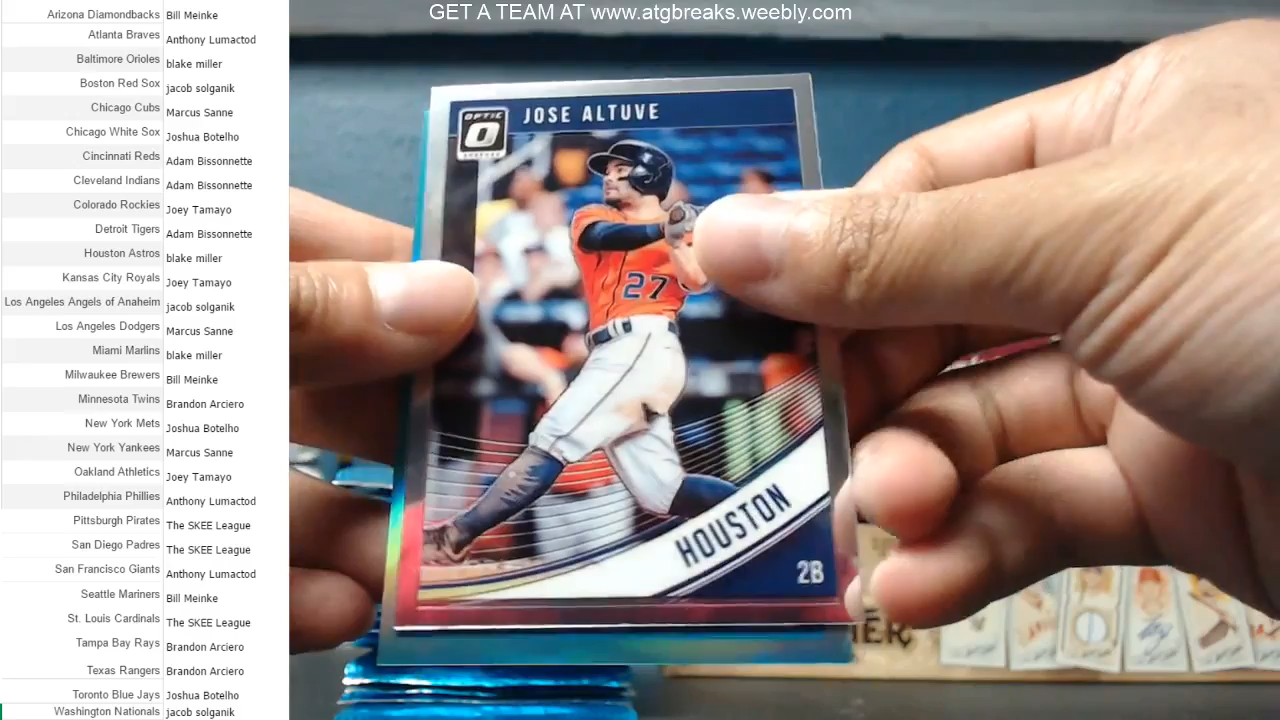 GET A TEAM AT www.atgbreaks.weebly.com
Arizona Diamondbacks Bill Meinke
Atlanta Braves Anthony Lumactod
Baltimore Orioles blake miller
Boston Red Sox jacob solganik
Chicago Cubs Marcus Sanne
Chicago White Sox Joshua Botelho
Cincinnati Reds Adam Bissonnette
Cleveland Indians Adam Bissonnette
Colorado Rockies Joey Tamayo
Detroit Tigers Adam Bissonnette
Houston Astros blake miller
Kansas City Royals Joey Tamayo
Los Angeles Angels of Anaheim jacob solganik
Los Angeles Dodgers Marcus Sanne
Miami Marlins blake miller
Milwaukee Brewers Bill Meinke
Minnesota Twins Brandon Arciero
New York Mets Joshua Botelho
New York Yankees Marcus Sanne
Oakland Athletics Joey Tamayo
Philadelphia Phillies Anthony Lumactod
Pittsburgh Pirates The SKEE League
San Diego Padres The SKEE League
San Francisco Giants Anthony Lumactod
Seattle Mariners Bill Meinke
St. Louis Cardinals The SKEE League
Tampa Bay Rays Brandon Arciero
Texas Rangers Brandon Arciero
Toronto Blue Jays Joshua Botelho
Washington Nationals jacob solganik
OPTIC
JOSE ALTUVE
27
HOUSTON
2B